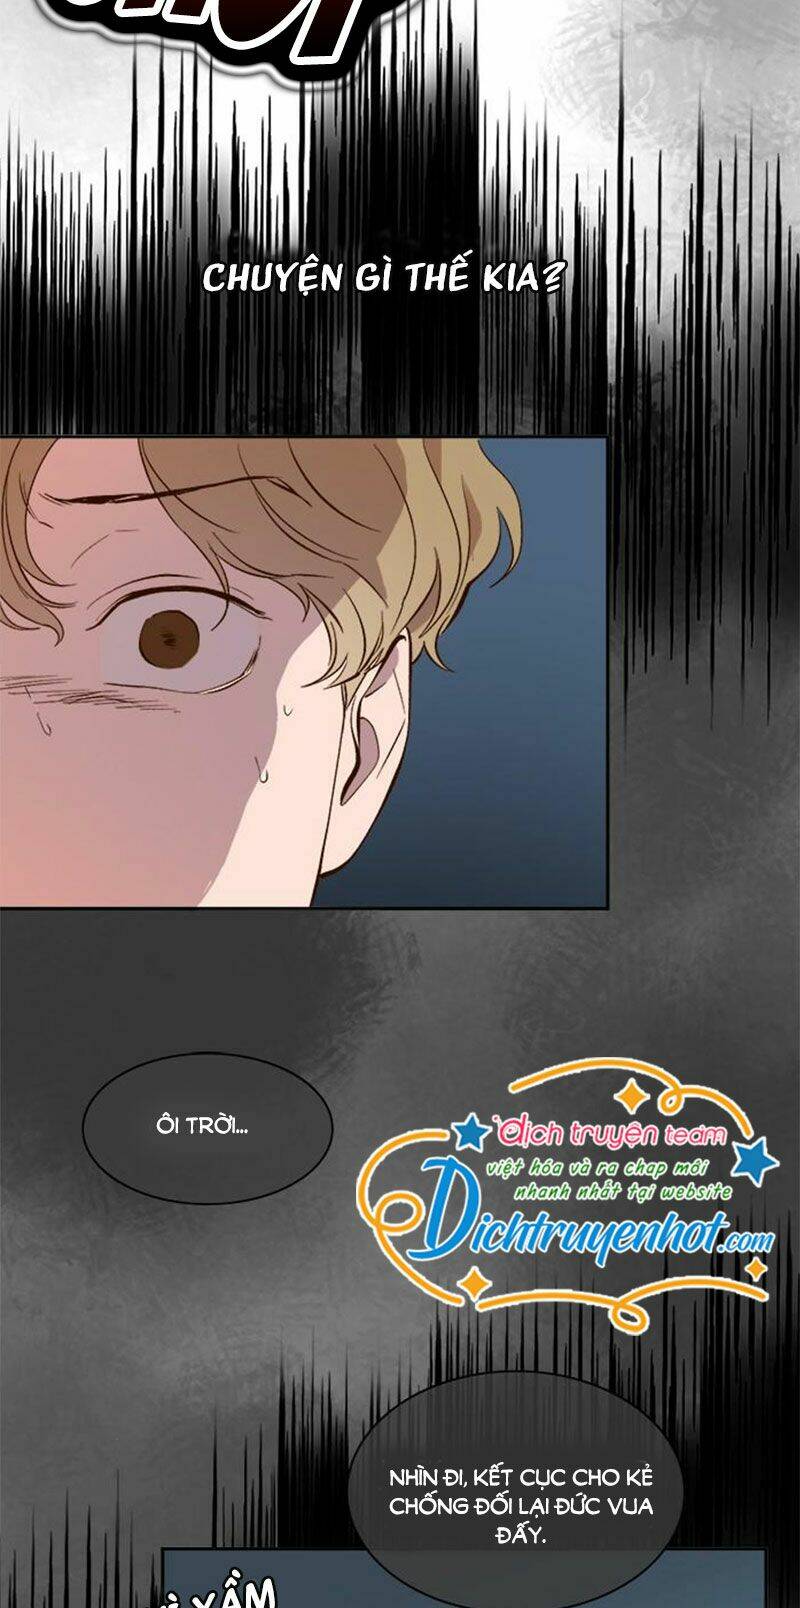 CHUYỆN GÌ THẾ KIA?
ÔI TRỜI...
dịch truyện team
việt hóa và ra chap mới
nhanh nhất tại website
Dichtruyenhot.com
NHÌN ĐI, KẾT CỤC CHO KẺ
CHỐNG ĐỐI LẠI ĐỨC VUA
ĐẤY.
XẦM